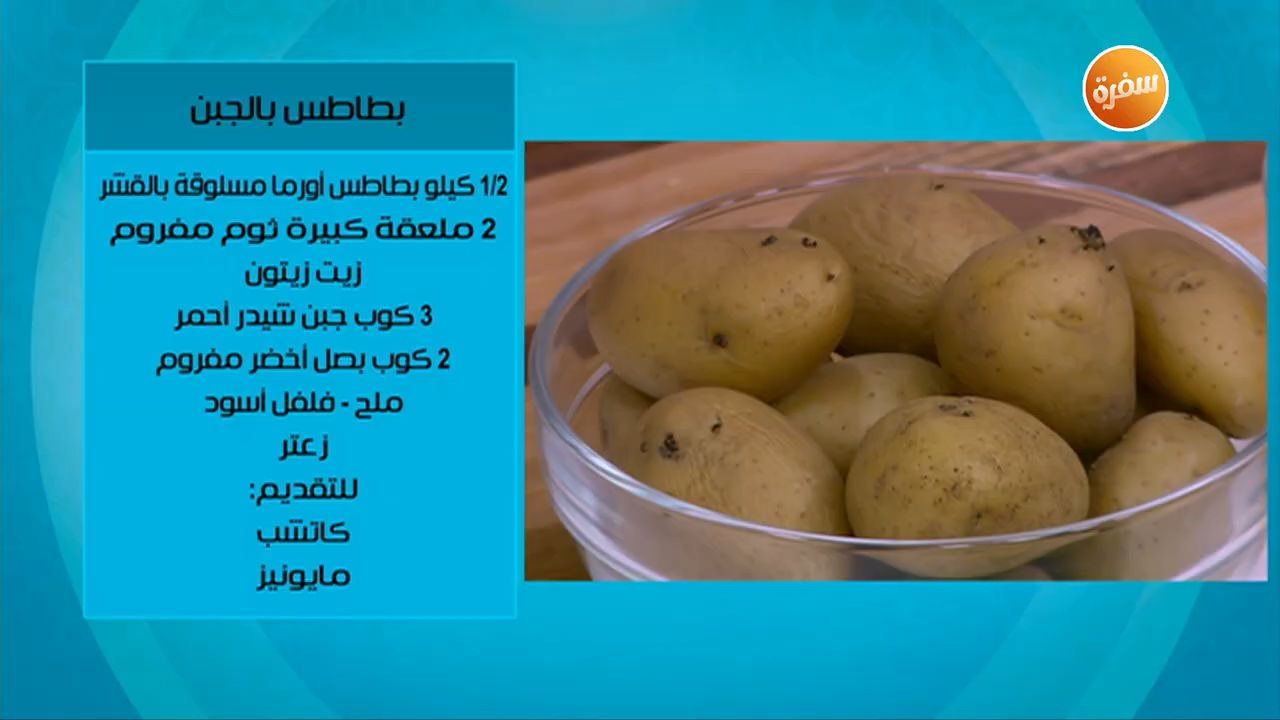 سفرة
بطاطس بالجبن
1/2 كيلو بطاطس أورما مسلوقة بالقشر
2 ملعقة كبيرة ثوم مفروم
زيت زيتون
3 كوب جبن شيدر أحمر
2 كوب بصل أخضر مفروم
ملح - فلفل أسود
زعتر
للتقديم:
كاتشب
مايونيز